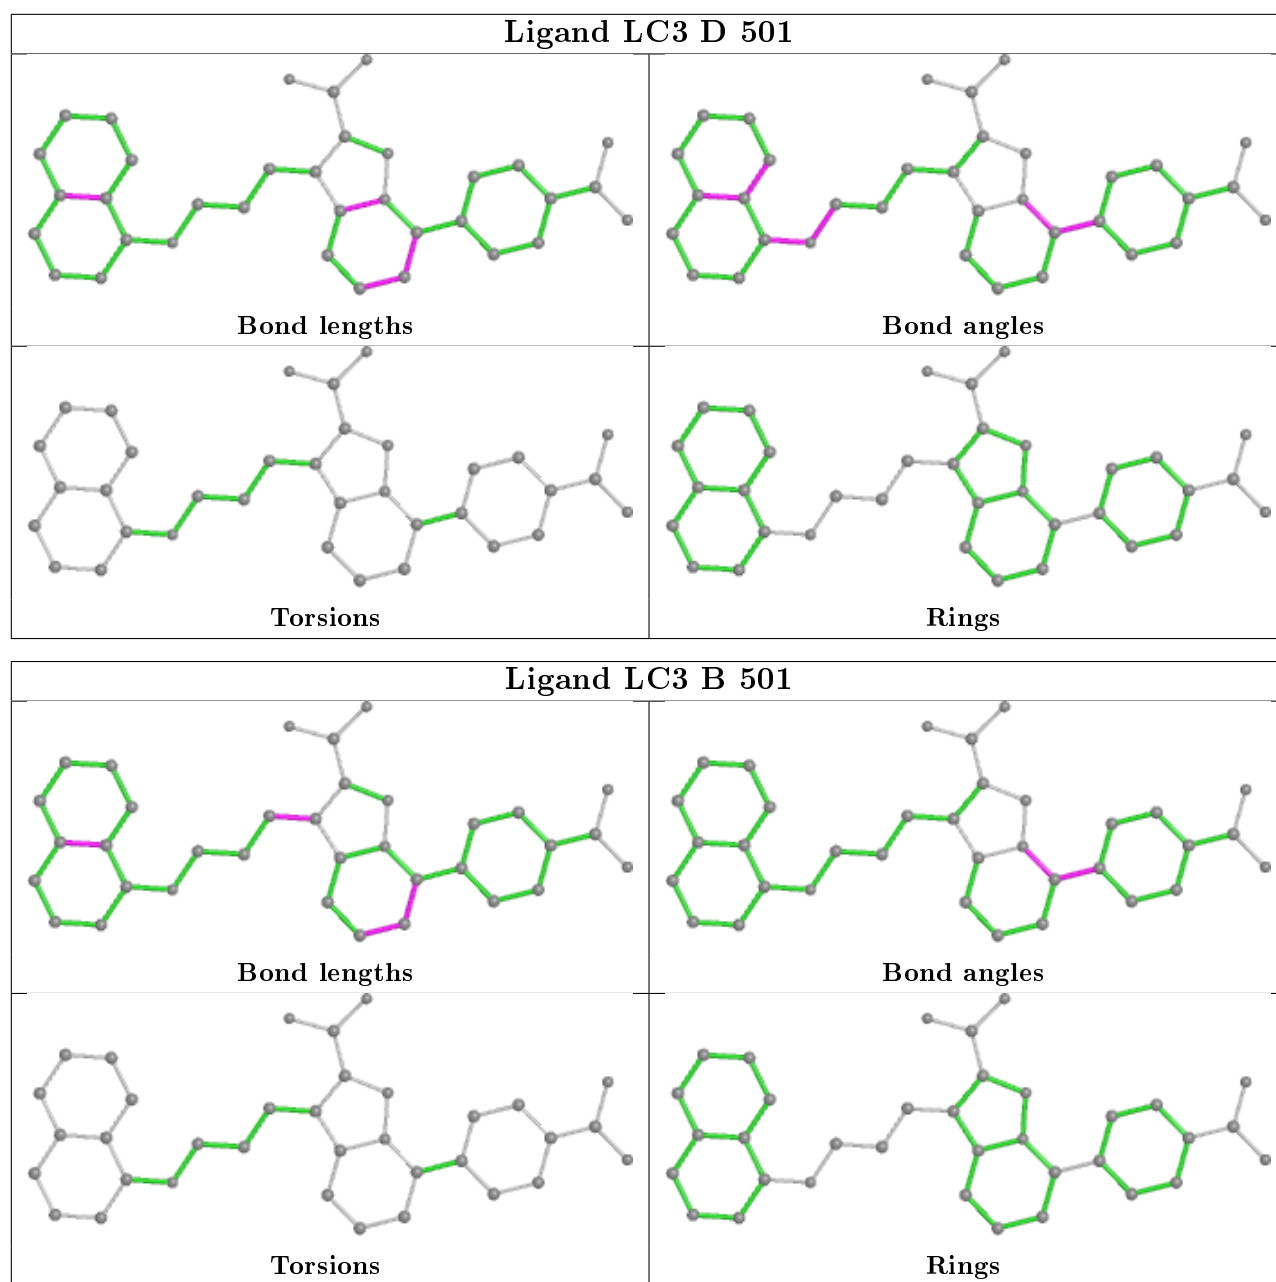 Ligand LC3 D 501
Bond lengths
Bond angles
Torsions
Rings
Ligand LC3 B 501
Bond lengths
Bond angles
Torsions
Rings